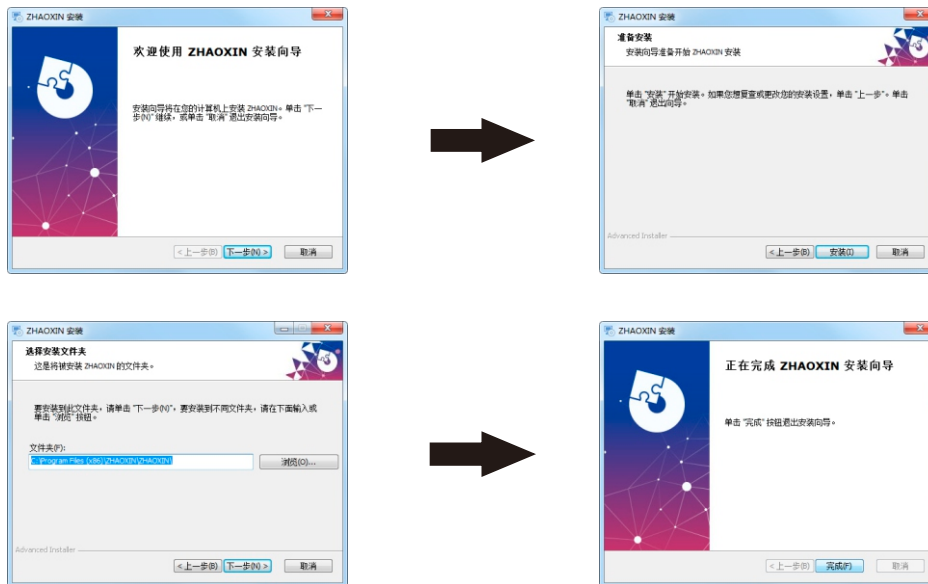 ZHAOXIN 安装
欢迎使用 ZHAOXIN 安装向导
安装向导将在您的计算机上安装 ZHAOXIN。单击 "下一
步(N)" 继续，或单击 "取消" 退出安装向导。
<上一步(B)
下一步(N) >
取消
ZHAOXIN 安装
准备安装
安装向导准备开始 ZHAOXIN 安装
单击 "安装" 开始安装。如果您想复查或更改您的安装设置，单击 "上一步"。单击
"取消" 退出向导。
Advanced Installer
<上一步(B)
安装(I)
取消
ZHAOXIN 安装
选择安装文件夹
这是将被安装 ZHAOXIN 的文件夹。
要安装到此文件夹，请单击 "下一步(N)"，要安装到不同文件夹，请在下面输入或
单击 "浏览" 按钮。
文件夹(F):
C:\Program Files (x86)\ZHAOXIN\ZHAOXIN\
浏览(O)...
Advanced Installer
<上一步(B)
下一步(N) >
取消
ZHAOXIN 安装
正在完成 ZHAOXIN 安装向导
单击 "完成" 按钮退出安装向导。
<上一步(B)
完成(F)
取消